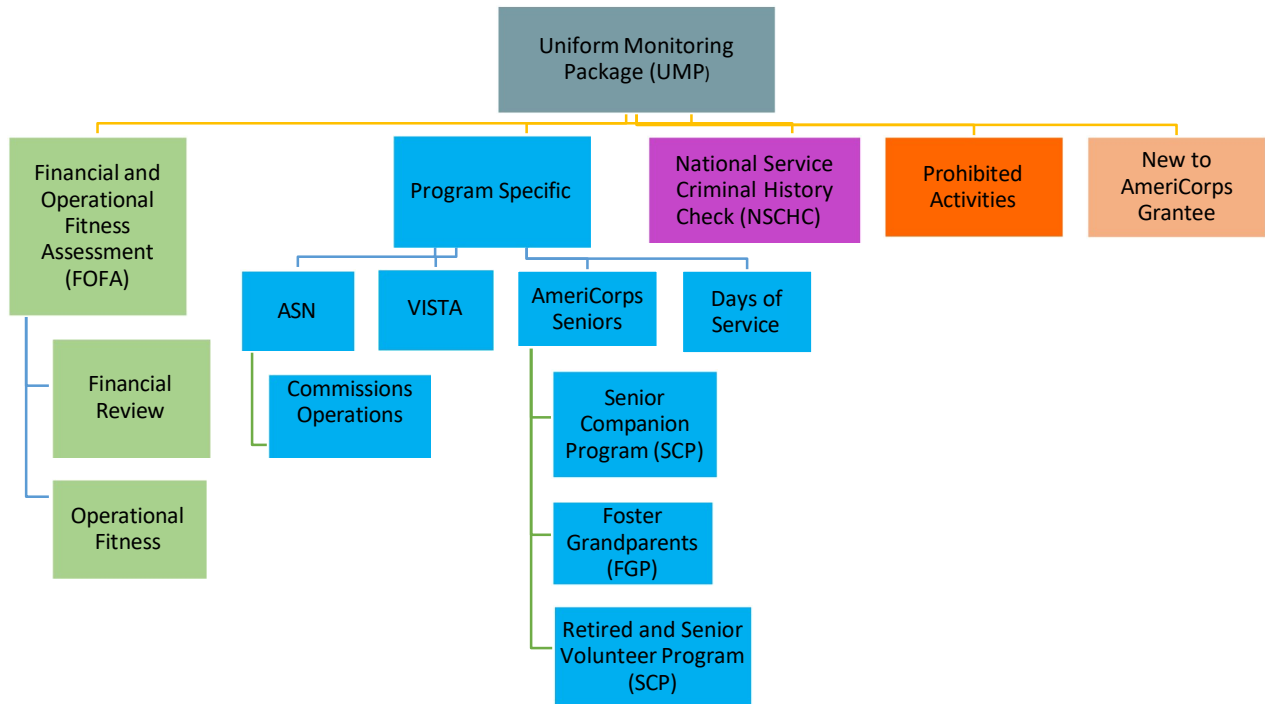 Uniform Monitoring
Package (UMP)
Financial and
Operational
Fitness
Assessment
(FOFA)
Program Specific
National Service
Criminal History
Check (NSCHC)
Prohibited
Activities
New to
AmeriCorps
Grantee
ASN
VISTA
AmeriCorps
Seniors
Days of
Service
Financial
Review
Commissions
Operations
Senior
Companion
Program (SCP)
Operational
Fitness
Foster
Grandparents
(FGP)
Retired and Senior
Volunteer Program
(SCP)